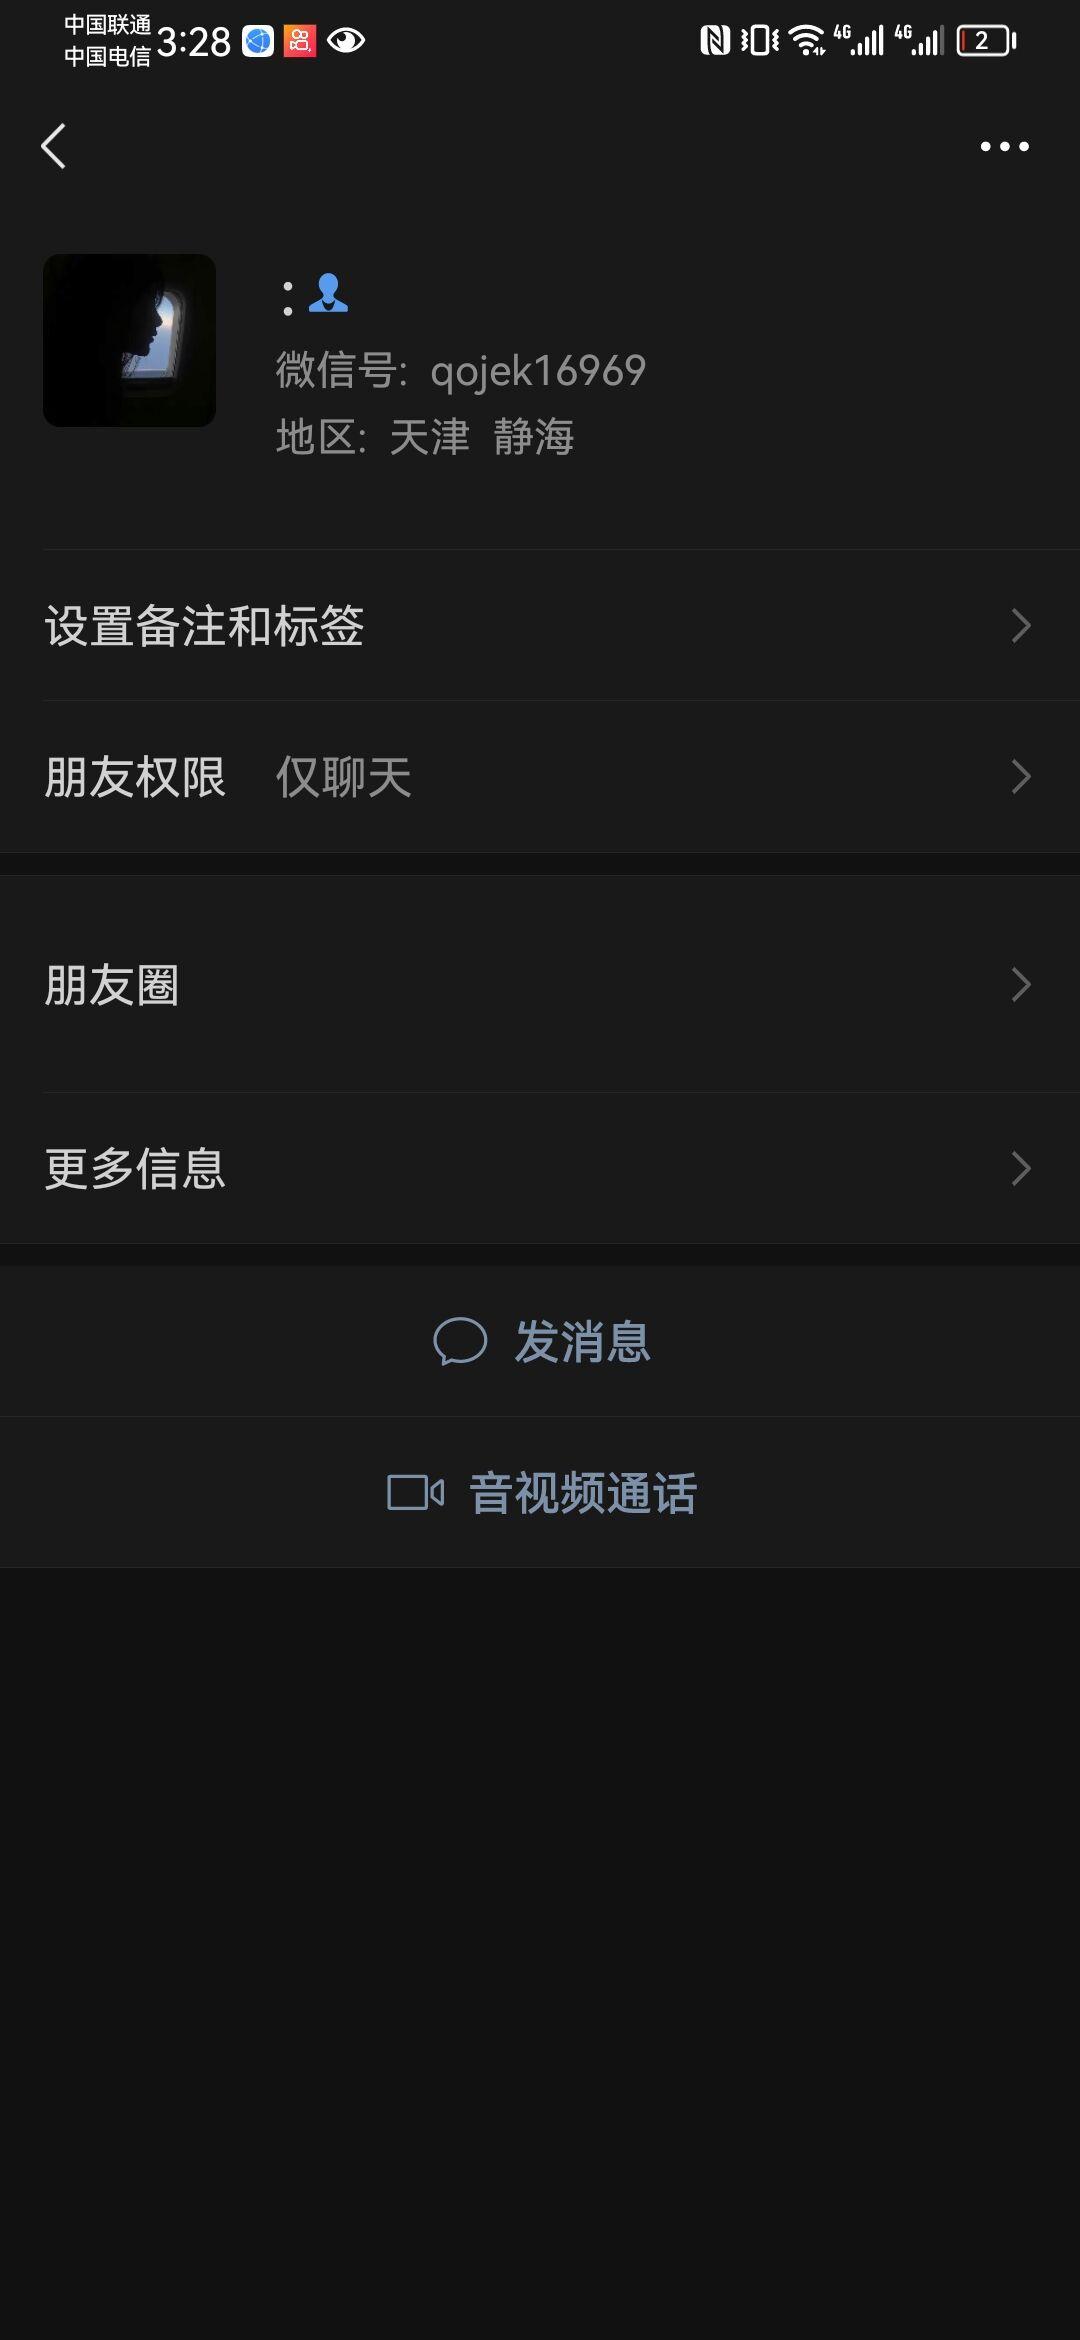 中国联通
中国电信
3:28
4G
4G
2
:
微信号: qojek16969
地区: 天津 静海
设置备注和标签
朋友权限 仅聊天
朋友圈
更多信息
发消息
音视频通话